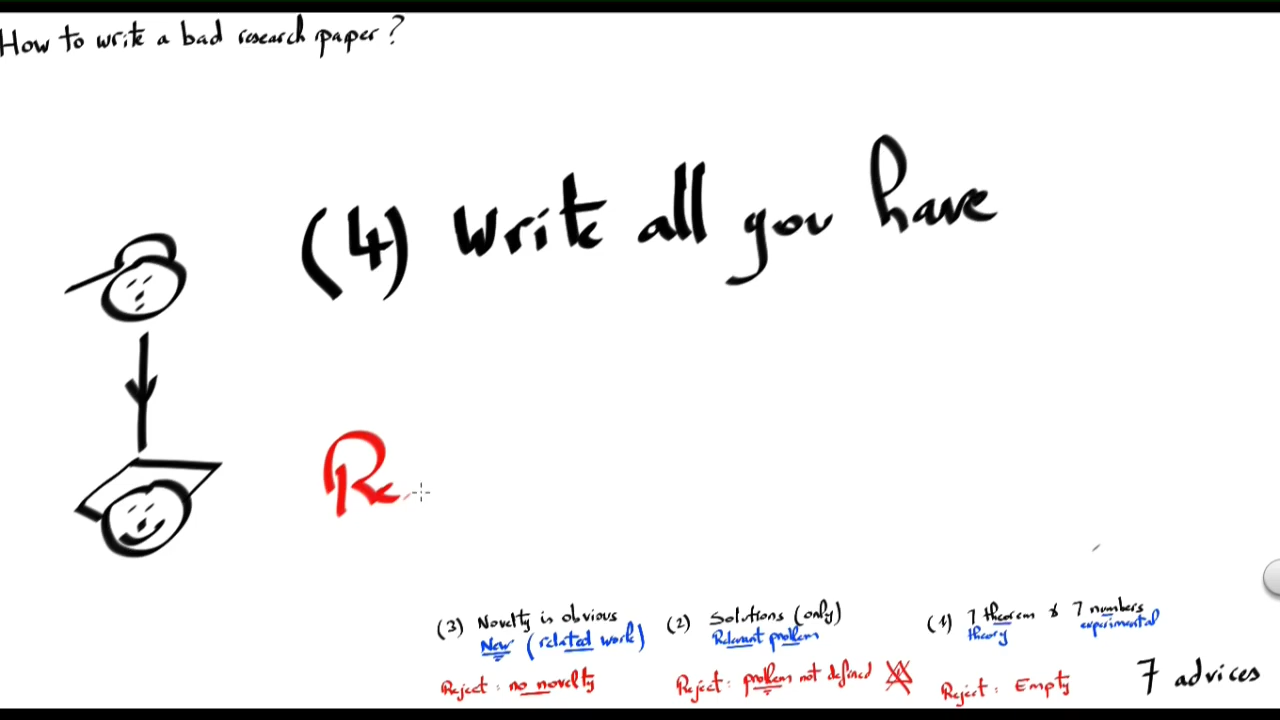 How to write a bad research paper?
(4) Write all you have
Re
(3) Novelty is obvious
New (related work)
Reject: no novelty
(2) Solutions (only)
Relevant problem
Reject: problem not defined
(1) 7 theorem & 7 numbers
theory experimental
Reject: Empty
7 advices